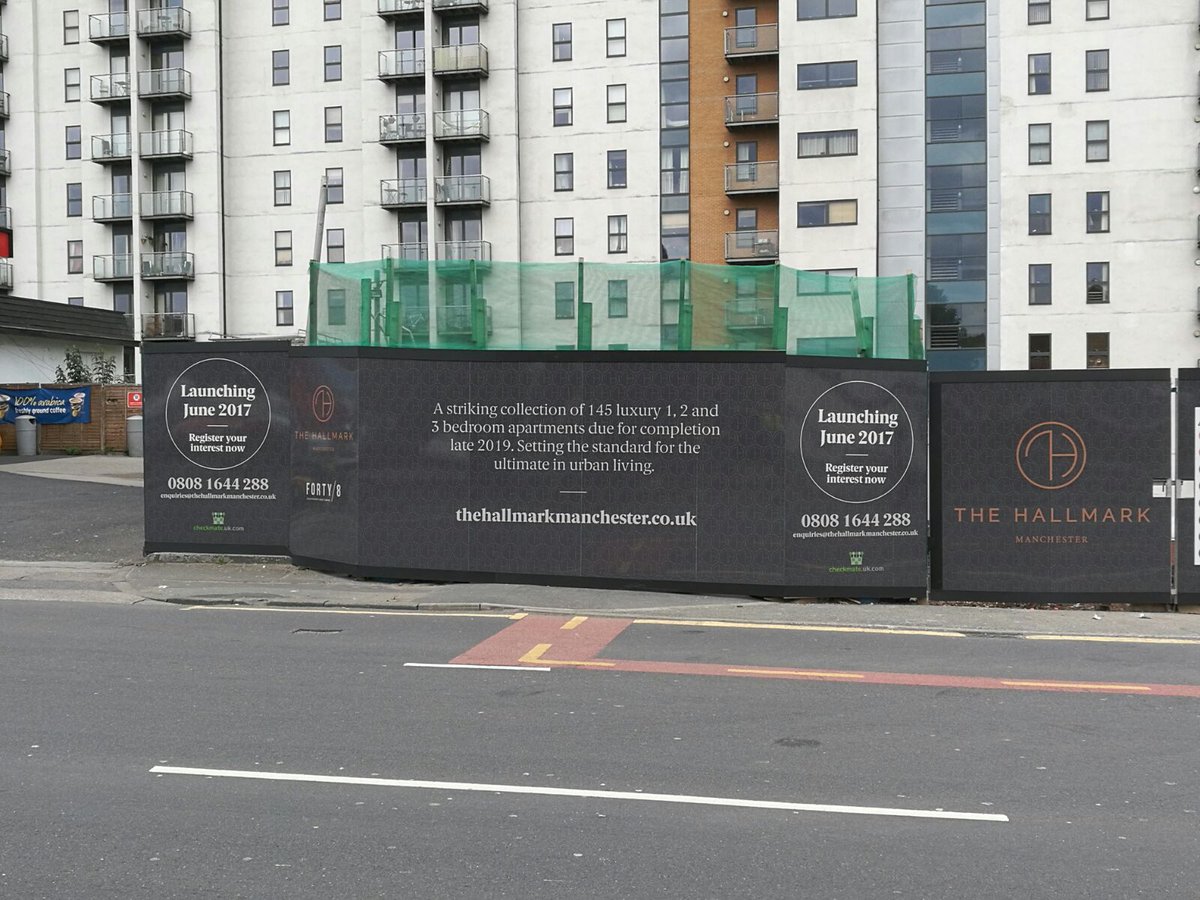 100% arabica
freshly ground coffee
Launching
June 2017
Register your
interest now
0808 1644 288
enquiries@thehallmarkmanchester.co.uk
checkmate.uk.com
THE HALLMARK
MANCHESTER
FORTY/8
A striking collection of 145 luxury 1, 2 and
3 bedroom apartments due for completion
late 2019. Setting the standard for the
ultimate in urban living.
thehallmarkmanchester.co.uk
Launching
June 2017
Register your
interest now
0808 1644 288
enquiries@thehallmarkmanchester.co.uk
checkmate.uk.com
THE HALLMARK
MANCHESTER